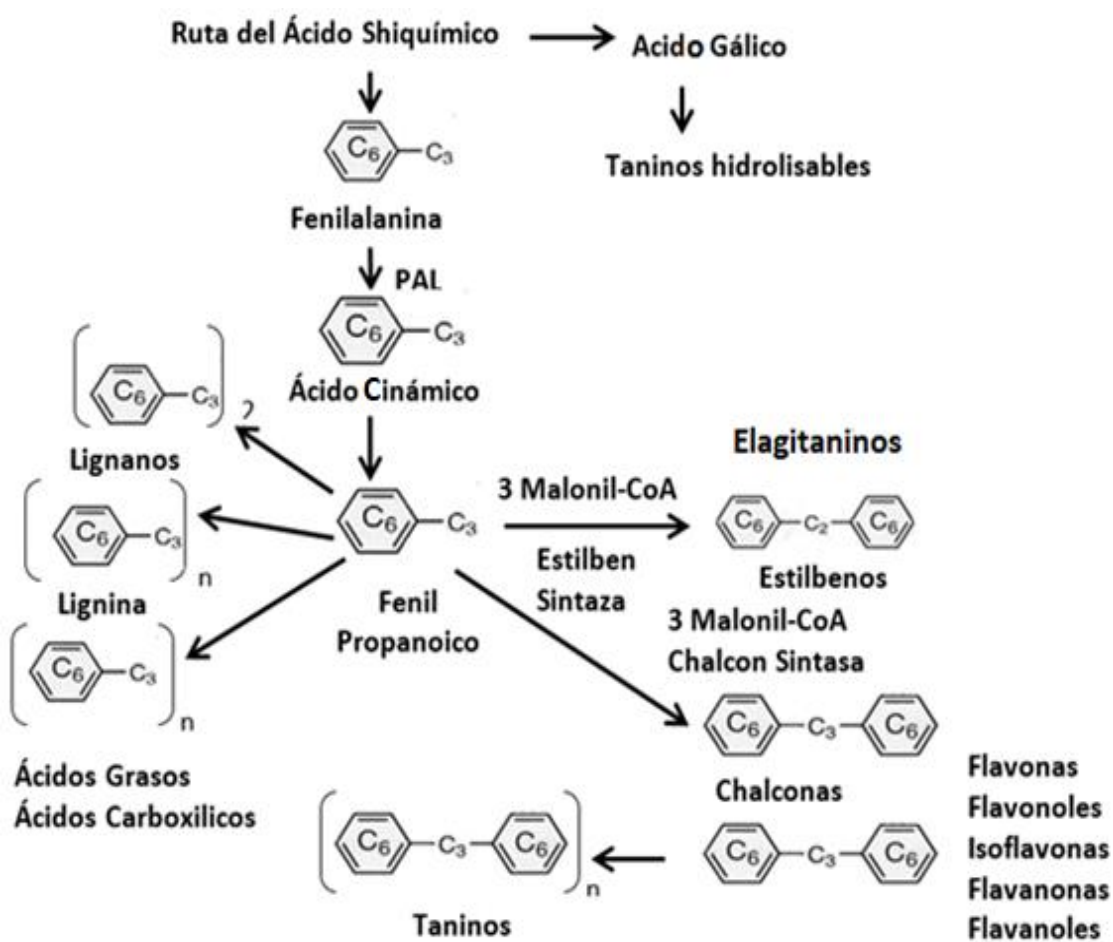 Ruta del Ácido Shiquímico
Acido Gálico
Taninos hidrolisables
C6 C3
Fenilalanina
PAL
C6 C3
Ácido Cinámico
C6 C3 2
Lignanos
C6 C3 n
Lignina
C6 C3 n
Ácidos Grasos
Ácidos Carboxilicos
C6 C3
Fenil
Propanoico
3 Malonil-CoA
Estilben
Sintaza
Elagitaninos
C6 C2 C6
Estilbenos
3 Malonil-CoA
Chalcon Sintasa
C6 C3 C6
Chalconas
C6 C3 C6
Flavonas
Flavonoles
Isoflavonas
Flavanonas
Flavanoles
C6 C3 C6 n
Taninos